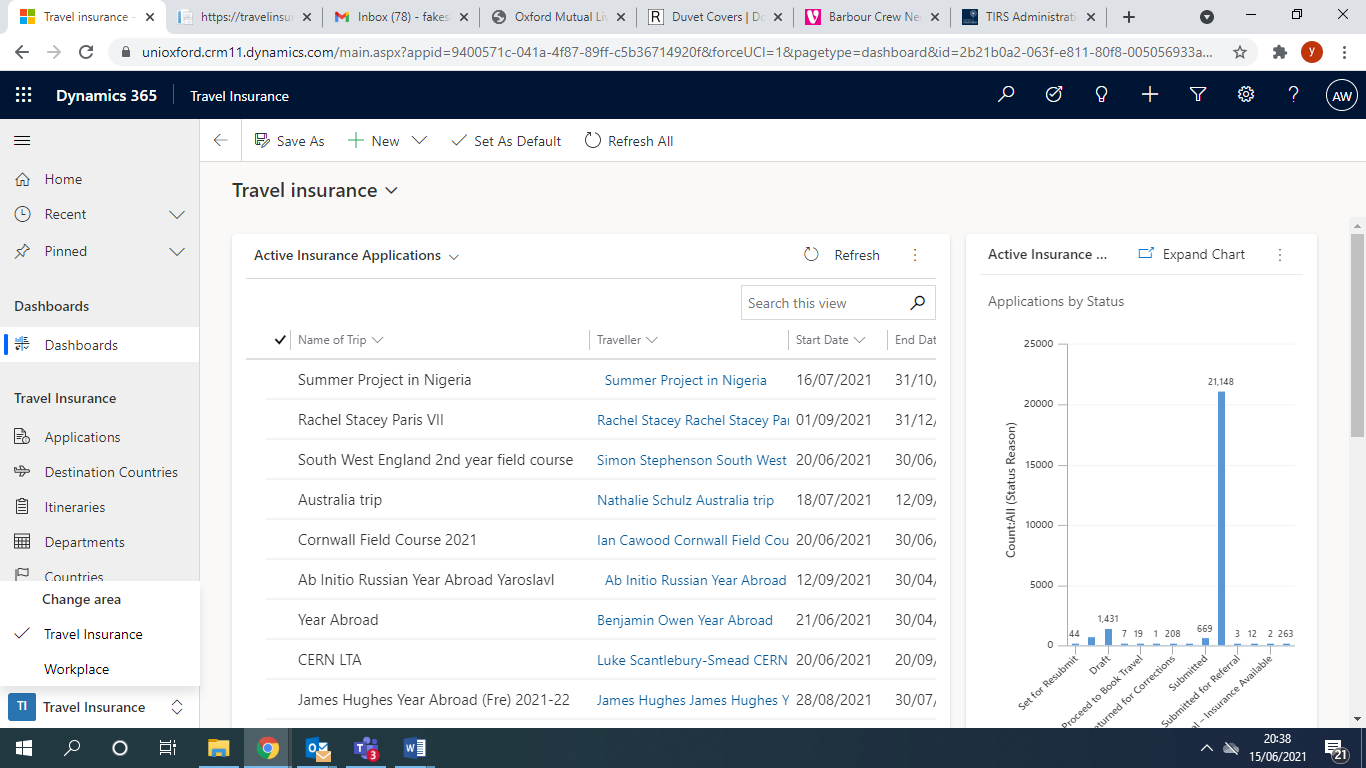 Travel insurance -
https://travelinsu
Inbox (78) - fakes
Oxford Mutual Li
Duvet Covers | D
Barbour Crew Ne
TIRS Administrati
unioxford.crm11.dynamics.com/main.aspx?appid=9400571c-041a-4f87-89ff-c5b36714920f&forceUCI=1&pagetype=dashboard&id=2b21b0a2-063f-e811-80f8-005056933a...
y
Dynamics 365
Travel Insurance
AW
Save As
New
Set As Default
Refresh All
Home
Recent
Pinned
Dashboards
Dashboards
Travel Insurance
Applications
Destination Countries
Itineraries
Departments
Countries
Change area
Travel Insurance
Workplace
TI Travel Insurance
Travel insurance
Active Insurance Applications
Refresh
Search this view
Name of Trip Traveller Start Date End Dat
Summer Project in Nigeria Summer Project in Nigeria 16/07/2021 31/10/
Rachel Stacey Paris VII Rachel Stacey Rachel Stacey Par 01/09/2021 31/12/
South West England 2nd year field course Simon Stephenson South West 20/06/2021 30/06/
Australia trip Nathalie Schulz Australia trip 18/07/2021 12/09/
Cornwall Field Course 2021 Ian Cawood Cornwall Field Cou 20/06/2021 30/06/
Ab Initio Russian Year Abroad Yaroslavl Ab Initio Russian Year Abroad 12/09/2021 30/04/
Year Abroad Benjamin Owen Year Abroad 21/06/2021 30/04/
CERN LTA Luke Scantlebury-Smead CERN 20/06/2021 20/09/
James Hughes Year Abroad (Fre) 2021-22 James Hughes James Hughes Y 28/08/2021 30/07/
Active Insurance ...
Expand Chart
Applications by Status
Count:All (Status Reason)
25000
20000
15000
10000
5000
0
44
1,431
7
19
1
208
669
21,148
3
12
2
263
Set for Resubmit
Draft
Proceed to Book Travel
eturned for Corrections
Submitted
Submitted for Referral
al – Insurance Available
3
20:38
15/06/2021
21